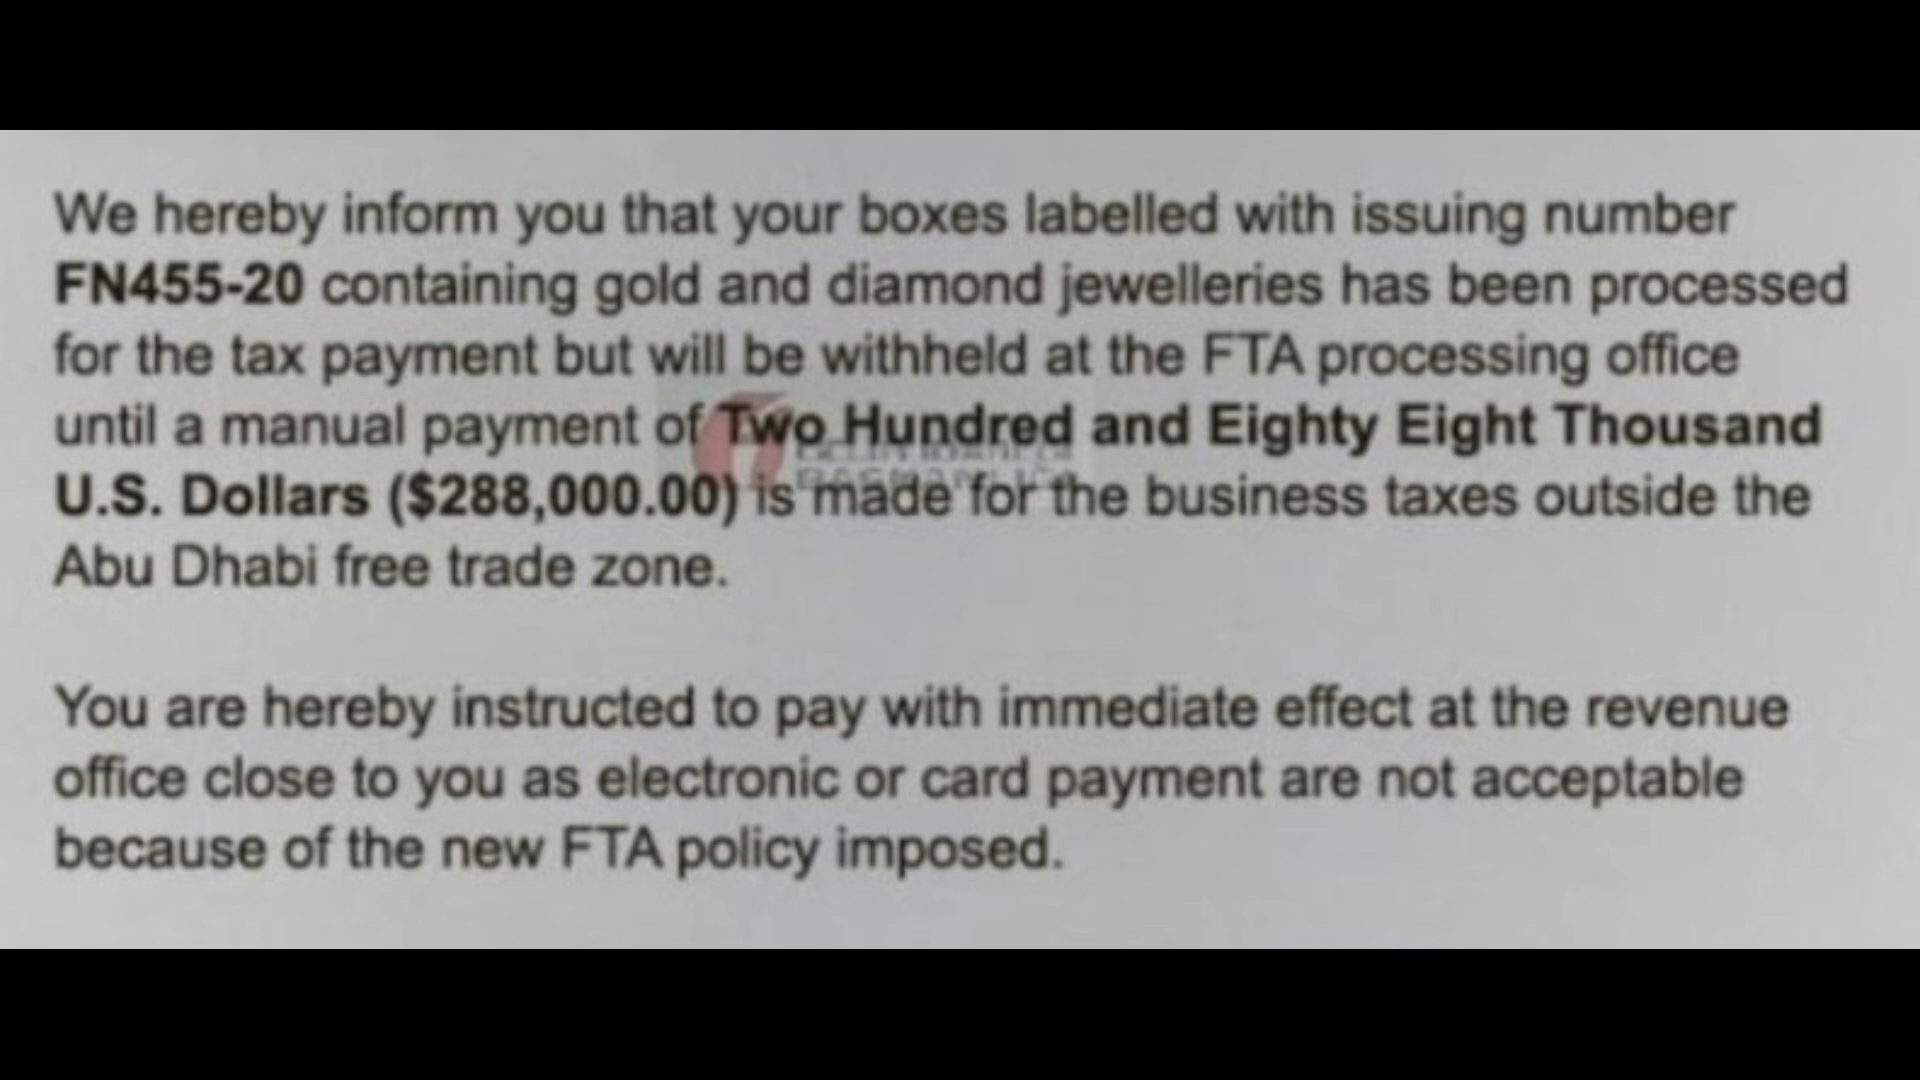 We hereby inform you that your boxes labelled with issuing number
FN455-20 containing gold and diamond jewelleries has been processed
for the tax payment but will be withheld at the FTA processing office
until a manual payment of Two Hundred and Eighty Eight Thousand
U.S. Dollars ($288,000.00) is made for the business taxes outside the
Abu Dhabi free trade zone.
You are hereby instructed to pay with immediate effect at the revenue
office close to you as electronic or card payment are not acceptable
because of the new FTA policy imposed.